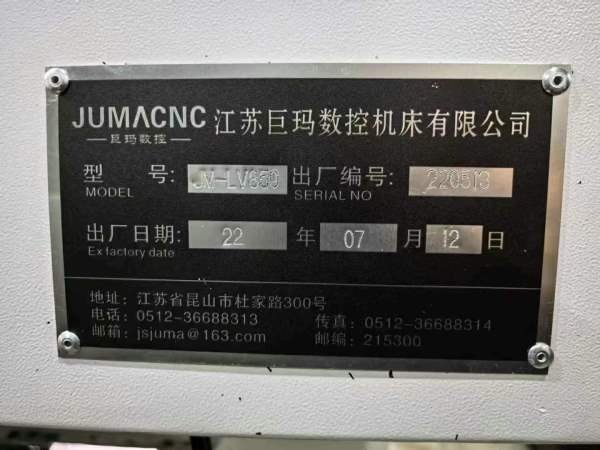 JUMACNC 江苏巨玛数控机床有限公司
巨玛数控
型 号: JM-LV650 出厂编号: 220513
MODEL SERIAL NO
出厂日期: 22 年 07 月 12 日
Ex factory date
地址: 江苏省昆山市杜家路300号
电话: 0512-36688313 传真: 0512-36688314
邮箱: jsjuma@163.com 邮编: 215300